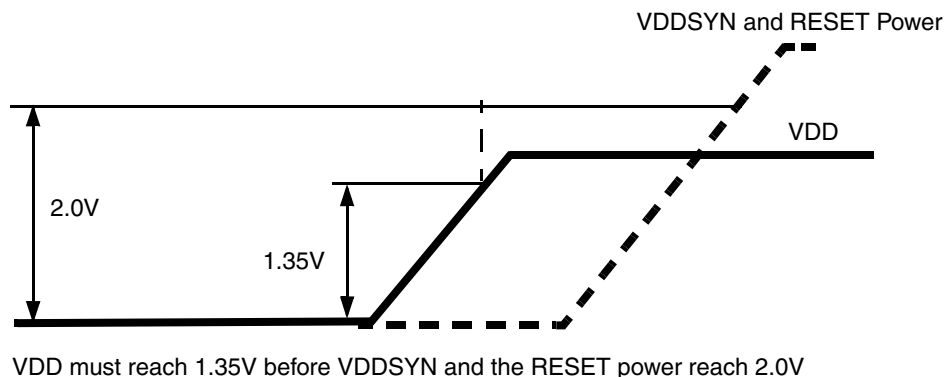 VDDSYN and RESET Power
VDD
2.0V
1.35V
VDD must reach 1.35V before VDDSYN and the RESET power reach 2.0V